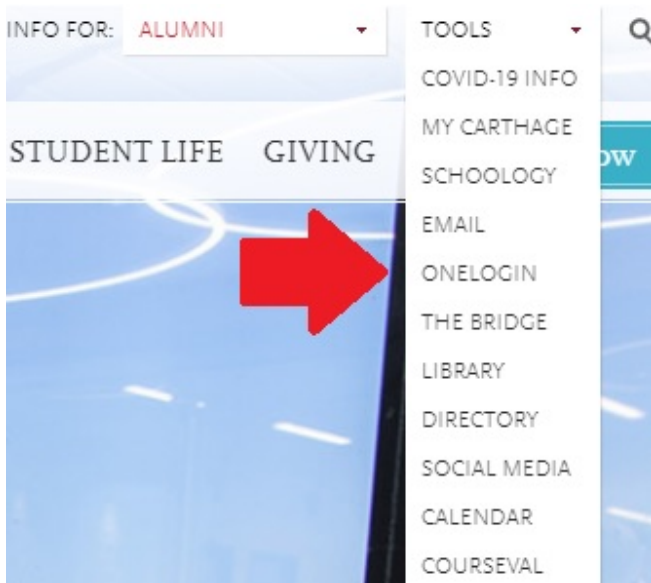 INFO FOR: ALUMNI TOOLS
COVID-19 INFO
MY CARTHAGE
STUDENT LIFE GIVING
SCHOOLOGY
EMAIL
ONELOGIN
THE BRIDGE
LIBRARY
DIRECTORY
SOCIAL MEDIA
CALENDAR
COURSEVAL